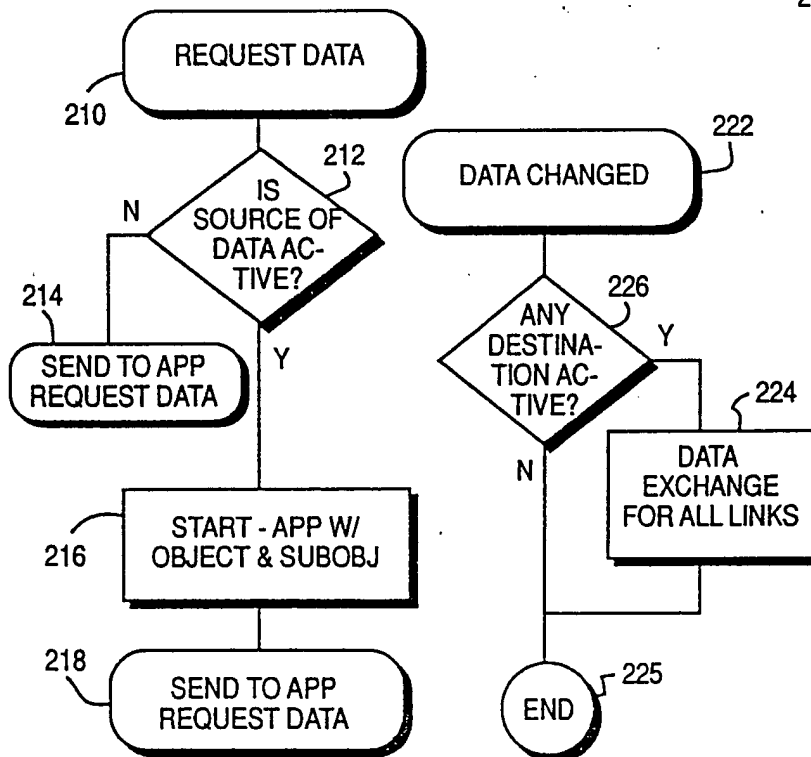 2
REQUEST DATA
210
212
IS
SOURCE OF
DATA AC-
TIVE?
N
Y
214
SEND TO APP
REQUEST DATA
216
START - APP W/
OBJECT & SUBOBJ
218
SEND TO APP
REQUEST DATA
222
DATA CHANGED
226
ANY
DESTINA-
TION AC-
TIVE?
Y
N
224
DATA
EXCHANGE
FOR ALL LINKS
END
225